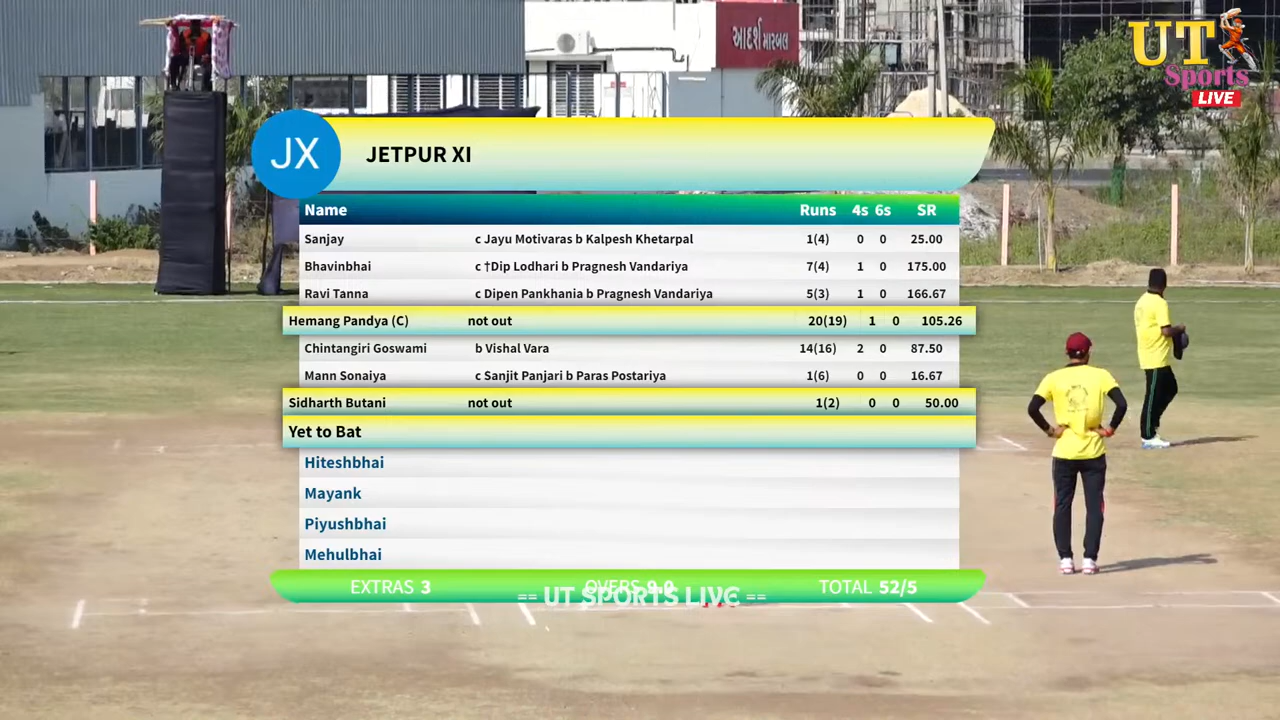 આદર્શ મારબલ
UT
Sports
LIVE
JX JETPUR XI
Name Runs 4s 6s SR
Sanjay c Jayu Motivaras b Kalpesh Khetarpal 1(4) 0 0 25.00
Bhavinbhai c †Dip Lodhari b Pragnesh Vandariya 7(4) 1 0 175.00
Ravi Tanna c Dipen Pankhania b Pragnesh Vandariya 5(3) 1 0 166.67
Hemang Pandya (C) not out 20(19) 1 0 105.26
Chintangiri Goswami b Vishal Vara 14(16) 2 0 87.50
Mann Sonaiya c Sanjit Panjari b Paras Postariya 1(6) 0 0 16.67
Sidharth Butani not out 1(2) 0 0 50.00
Yet to Bat
Hiteshbhai
Mayank
Piyushbhai
Mehulbhai
EXTRAS 3 OVERS 9.0 TOTAL 52/5
== UT SPORTS LIVE ==